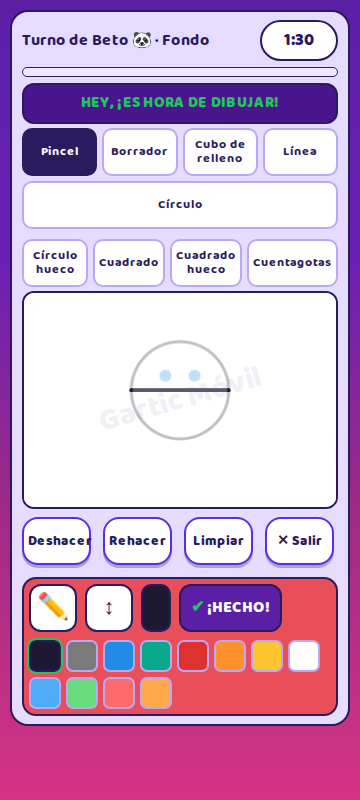 Turno de Beto 🐼 · Fondo
1:30
HEY, ¡ES HORA DE DIBUJAR!
Pincel
Borrador
Cubo de
relleno
Línea
Círculo
Círculo
hueco
Cuadrado
Cuadrado
hueco
Cuentagotas
Gartic Móvil
Deshacer
Rehacer
Limpiar
✕ Salir
✔ ¡HECHO!